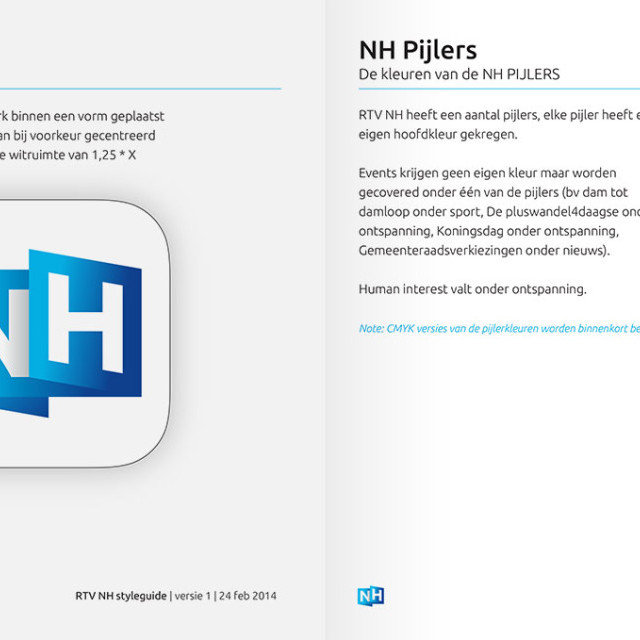 rk binnen een vorm geplaatst
an bij voorkeur gecentreerd
e witruimte van 1,25 * X
NH
RTV NH styleguide | versie 1 | 24 feb 2014
NH Pijlers
De kleuren van de NH PIJLERS
RTV NH heeft een aantal pijlers, elke pijler heeft e
eigen hoofdkleur gekregen.
Events krijgen geen eigen kleur maar worden
gecovered onder één van de pijlers (bv dam tot
damloop onder sport, De pluswandel4daagse ond
ontspanning, Koningsdag onder ontspanning,
Gemeenteraadsverkiezingen onder nieuws).
Human interest valt onder ontspanning.
Note: CMYK versies van de pijlerkleuren worden binnenkort be
NH